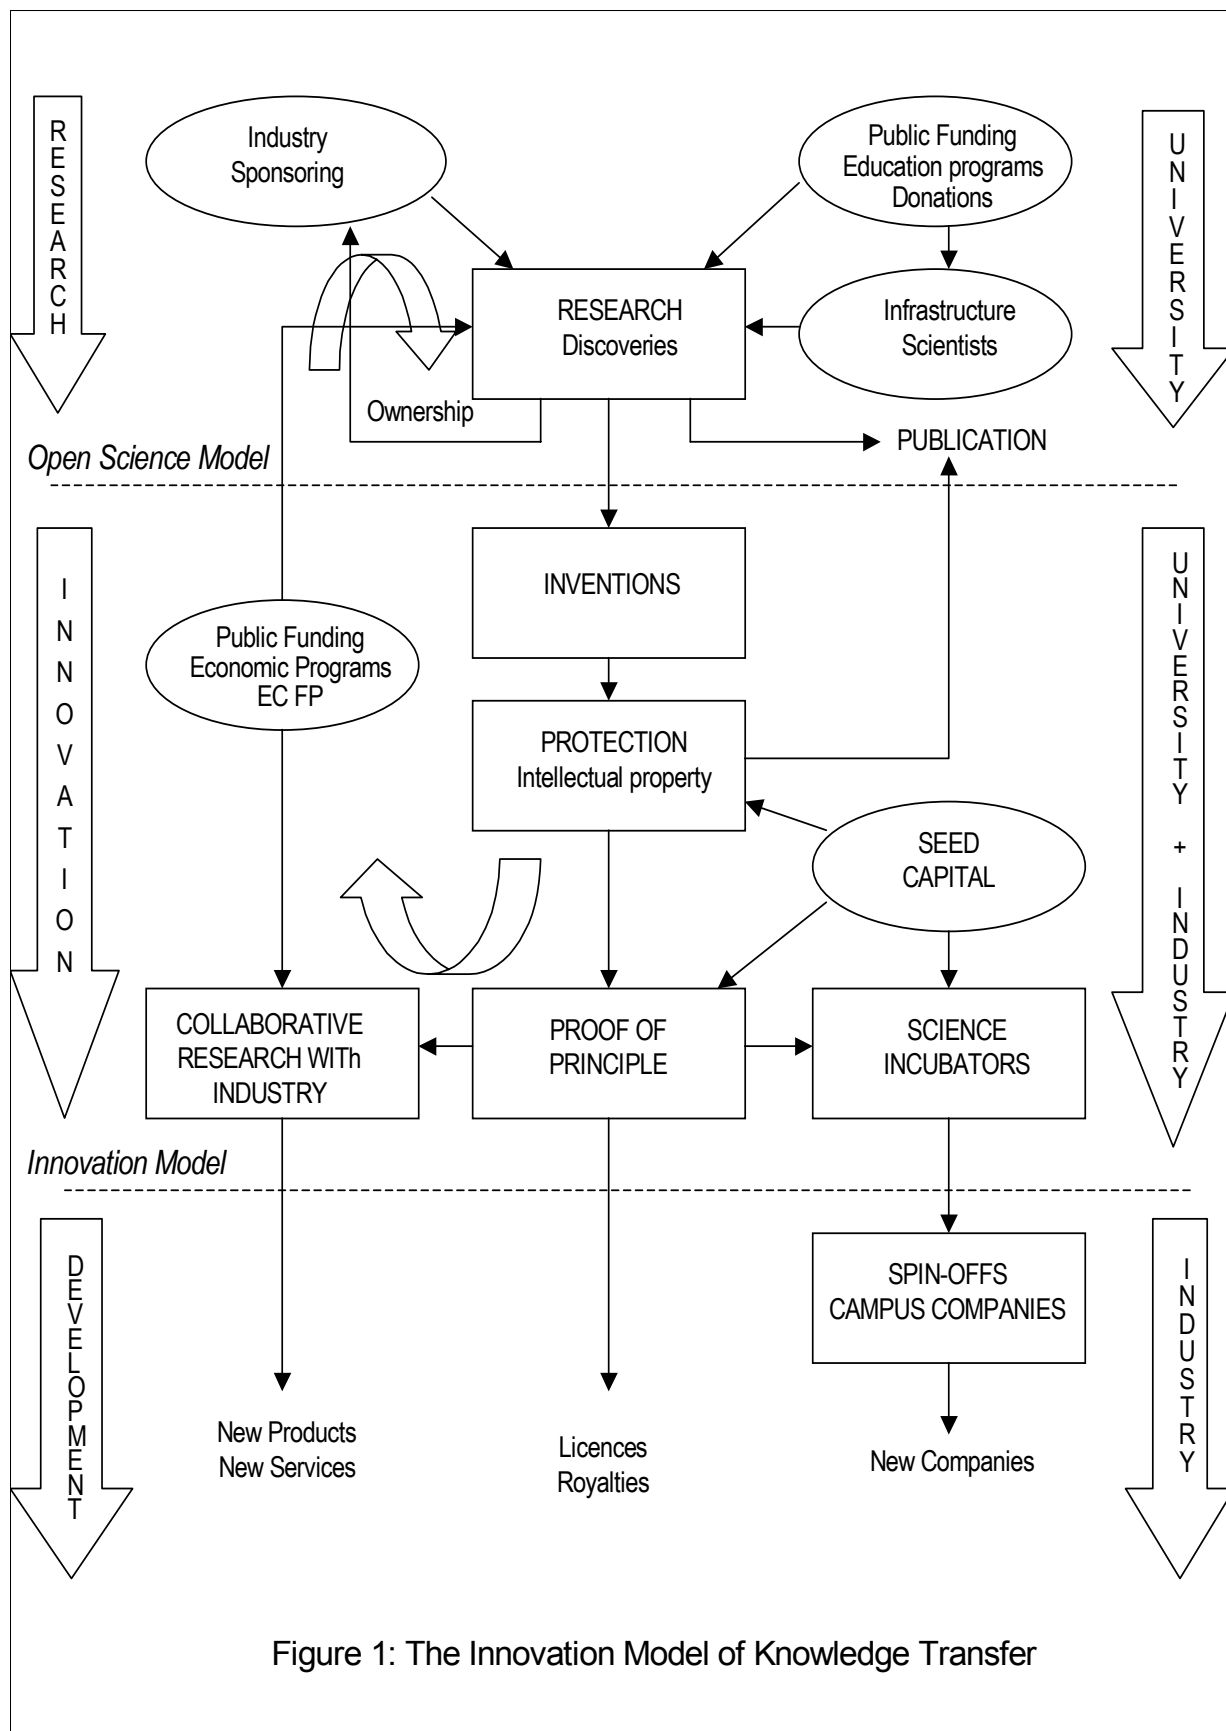 RESEARCH
Industry
Sponsoring
Public Funding
Education programs
Donations
UNIVERSITY
RESEARCH
Discoveries
Infrastructure
Scientists
Ownership
PUBLICATION
Open Science Model
INNOVATION
INVENTIONS
UNIVERSITY + INDUSTRY
Public Funding
Economic Programs
EC FP
PROTECTION
Intellectual property
SEED
CAPITAL
COLLABORATIVE
RESEARCH WITh
INDUSTRY
PROOF OF
PRINCIPLE
SCIENCE
INCUBATORS
Innovation Model
DEVELOPMENT
SPIN-OFFS
CAMPUS COMPANIES
INDUSTRY
New Products
New Services
Licences
Royalties
New Companies
Figure 1: The Innovation Model of Knowledge Transfer